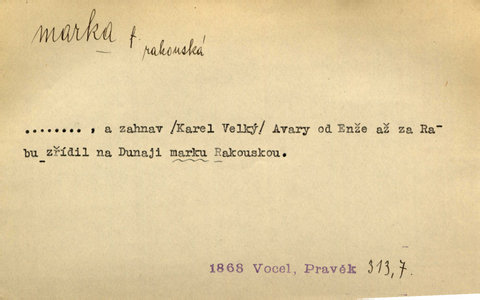 marka f.
rakouská
........ , a zahnav /Karel Velký/ Avary od Enže až za Ra-
bu zřídil na Dunaji marku Rakouskou.
1868 Vocel, Pravěk 313,7.